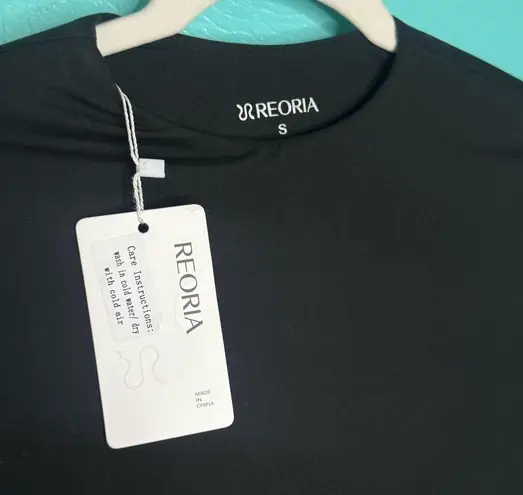 REORIA
S
S
REORIA
Care Instructions:
wash in cold water/ dry
with cold air
MADE
IN
CHINA